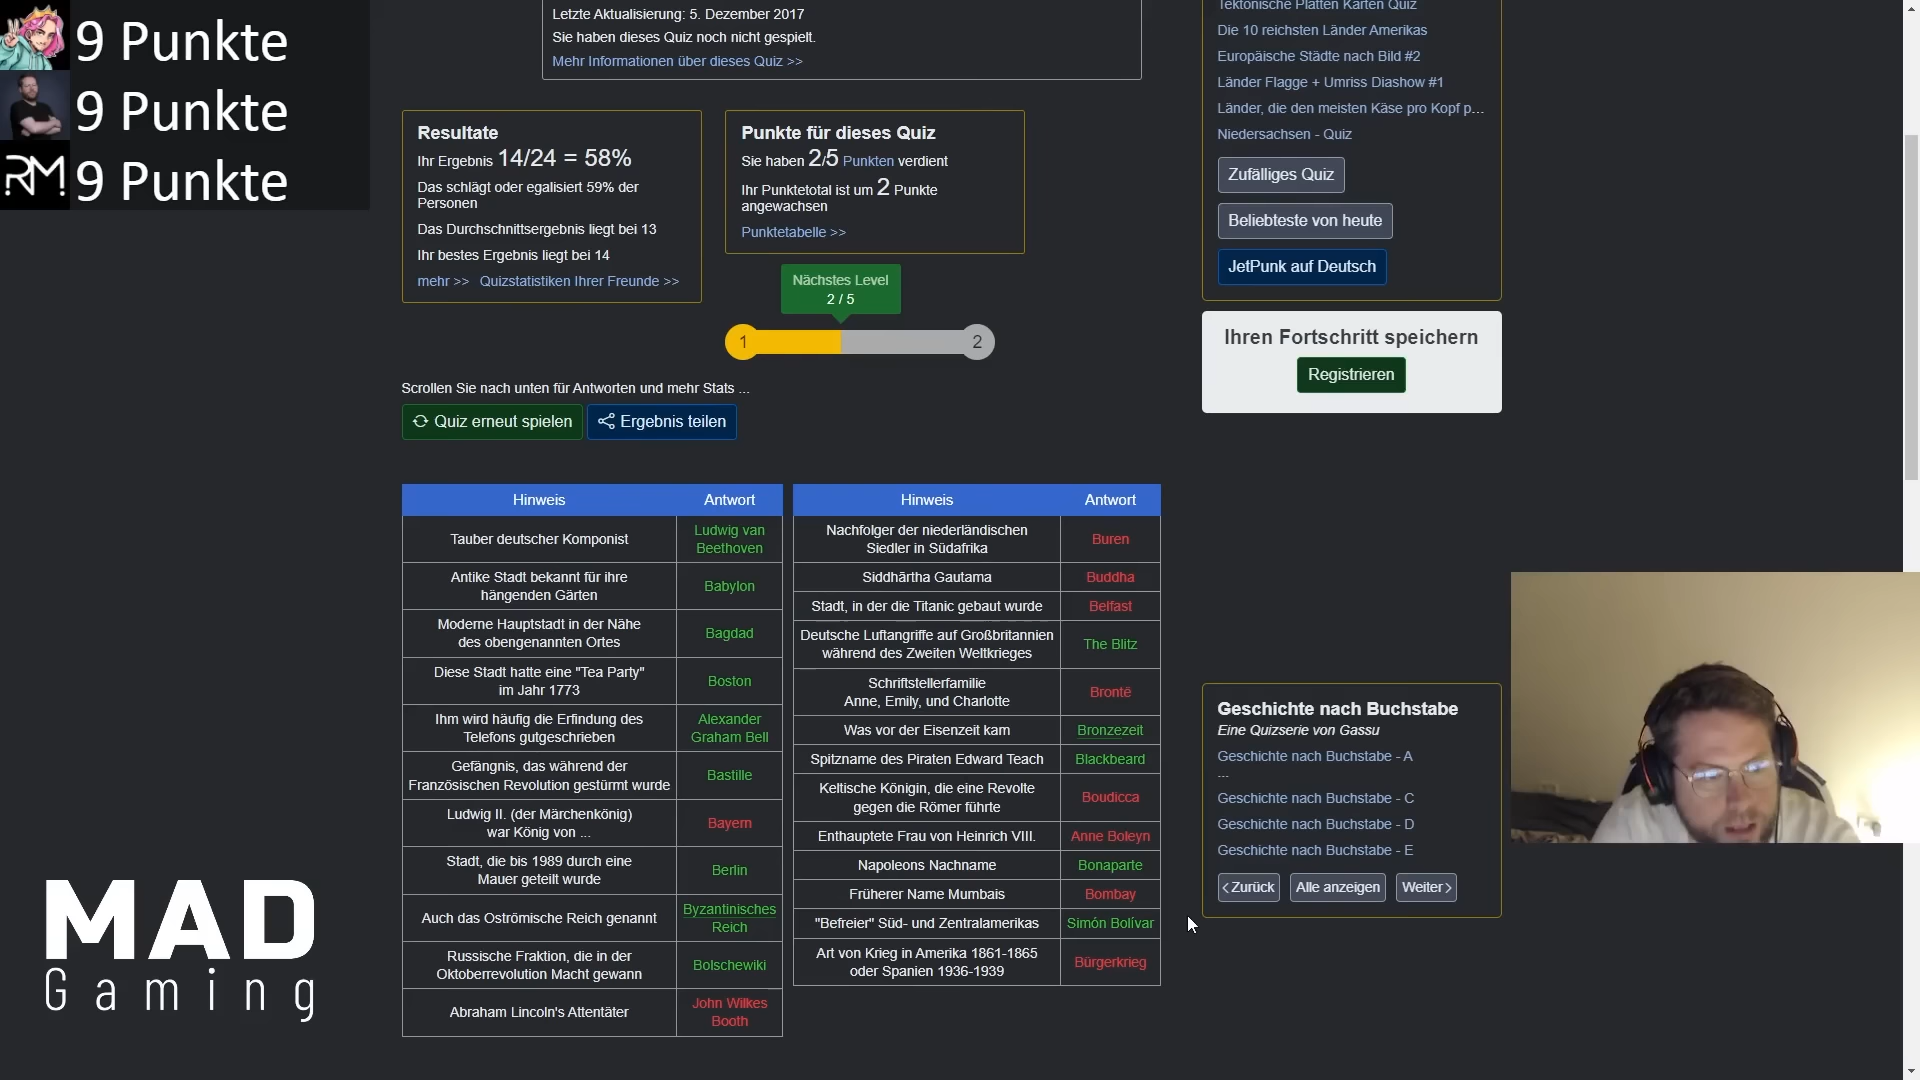 9 Punkte
9 Punkte
RM 9 Punkte
Letzte Aktualisierung: 5. Dezember 2017
Sie haben dieses Quiz noch nicht gespielt.
Mehr Informationen über dieses Quiz >>
Resultate
Ihr Ergebnis 14/24 = 58%
Das schlägt oder egalisiert 59% der
Personen
Das Durchschnittsergebnis liegt bei 13
Ihr bestes Ergebnis liegt bei 14
mehr >> Quizstatistiken Ihrer Freunde >>
Punkte für dieses Quiz
Sie haben 2/5 Punkten verdient
Ihr Punktetotal ist um 2 Punkte
angewachsen
Punktetabelle >>
Nächstes Level
2 / 5
1
2
Scrollen Sie nach unten für Antworten und mehr Stats ...
Quiz erneut spielen
Ergebnis teilen
Hinweis Antwort
Tauber deutscher Komponist
Ludwig van
Beethoven
Antike Stadt bekannt für ihre
hängenden Gärten
Babylon
Moderne Hauptstadt in der Nähe
des obengenannten Ortes
Bagdad
Diese Stadt hatte eine "Tea Party"
im Jahr 1773
Boston
Ihm wird häufig die Erfindung des
Telefons gutgeschrieben
Alexander
Graham Bell
Gefängnis, das während der
Französischen Revolution gestürmt wurde
Bastille
Ludwig II. (der Märchenkönig)
war König von ...
Bayern
Stadt, die bis 1989 durch eine
Mauer geteilt wurde
Berlin
Auch das Oströmische Reich genannt
Byzantinisches
Reich
Russische Fraktion, die in der
Oktoberrevolution Macht gewann
Bolschewiki
Abraham Lincoln's Attentäter
John Wilkes
Booth
Hinweis Antwort
Nachfolger der niederländischen
Siedler in Südafrika
Buren
Siddhārtha Gautama
Buddha
Stadt, in der die Titanic gebaut wurde
Belfast
Deutsche Luftangriffe auf Großbritannien
während des Zweiten Weltkrieges
The Blitz
Schriftstellerfamilie
Anne, Emily, und Charlotte
Brontë
Was vor der Eisenzeit kam
Bronzezeit
Spitzname des Piraten Edward Teach
Blackbeard
Keltische Königin, die eine Revolte
gegen die Römer führte
Boudicca
Enthauptete Frau von Heinrich VIII.
Anne Boleyn
Napoleons Nachname
Bonaparte
Früherer Name Mumbais
Bombay
"Befreier" Süd- und Zentralamerikas
Simón Bolívar
Art von Krieg in Amerika 1861-1865
oder Spanien 1936-1939
Bürgerkrieg
Tektonische Platten Karten Quiz
Die 10 reichsten Länder Amerikas
Europäische Städte nach Bild #2
Länder Flagge + Umriss Diashow #1
Länder, die den meisten Käse pro Kopf p...
Niedersachsen - Quiz
Zufälliges Quiz
Beliebteste von heute
JetPunk auf Deutsch
Ihren Fortschritt speichern
Registrieren
Geschichte nach Buchstabe
Eine Quizserie von Gassu
Geschichte nach Buchstabe - A
...
Geschichte nach Buchstabe - C
Geschichte nach Buchstabe - D
Geschichte nach Buchstabe - E
‹Zurück Alle anzeigen Weiter›
MAD
Gaming